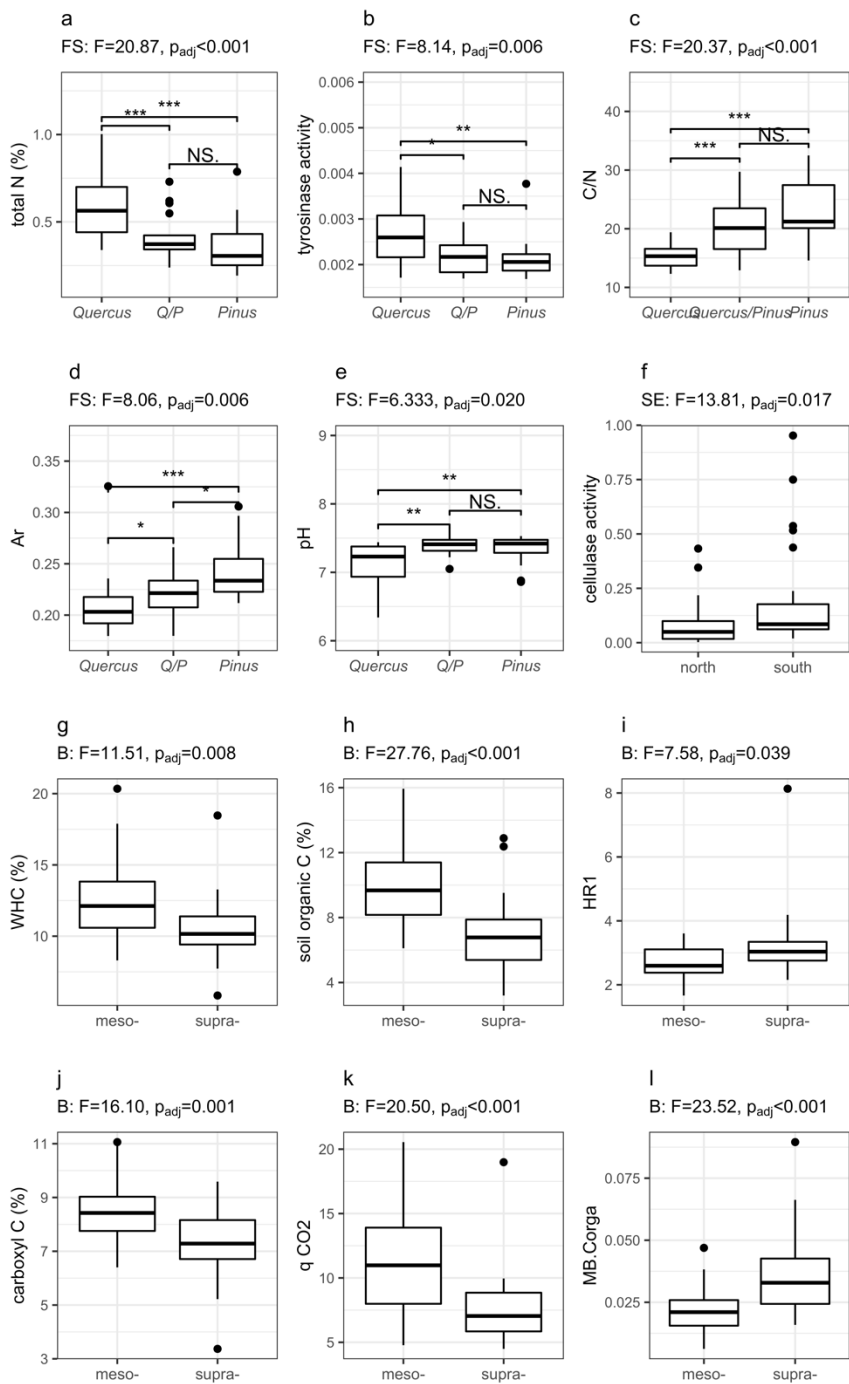 a
b
c
FS: F=20.87, padj<0.001
FS: F=8.14, padj=0.006
FS: F=20.37, padj<0.001
total N (%)
1.0
0.5
***
***
NS.
Quercus
Q/P
Pinus
tyrosinase activity
0.006
0.005
0.004
0.003
0.002
**
*
NS.
Quercus
Q/P
Pinus
C/N
40
30
20
10
***
***
NS.
Quercus
Quercus/Pinus
Pinus
d
e
f
FS: F=8.06, padj=0.006
FS: F=6.333, padj=0.020
SE: F=13.81, padj=0.017
Ar
0.35
0.30
0.25
0.20
***
*
*
Quercus
Q/P
Pinus
pH
9
8
7
6
**
**
NS.
Quercus
Q/P
Pinus
cellulase activity
1.00
0.75
0.50
0.25
0.00
north
south
g
h
i
B: F=11.51, padj=0.008
B: F=27.76, padj<0.001
B: F=7.58, padj=0.039
WHC (%)
20
15
10
meso-
supra-
soil organic C (%)
16
12
8
4
meso-
supra-
HR1
8
6
4
2
meso-
supra-
j
k
l
B: F=16.10, padj=0.001
B: F=20.50, padj<0.001
B: F=23.52, padj<0.001
carboxyl C (%)
11
9
7
5
3
meso-
supra-
q CO2
20
15
10
5
meso-
supra-
MB.Corga
0.075
0.050
0.025
meso-
supra-